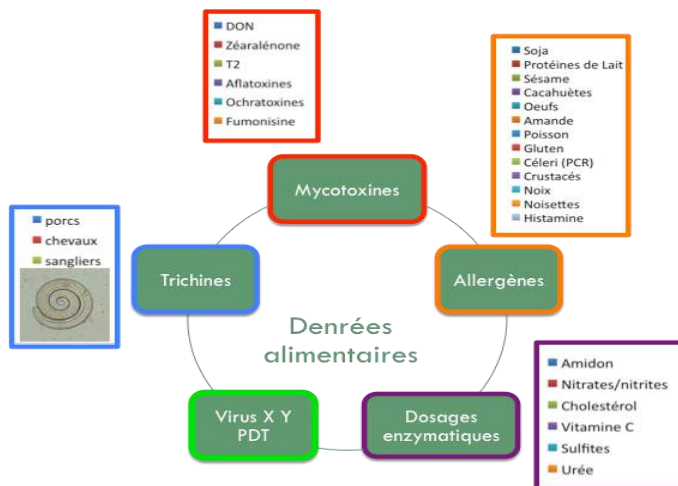 DON
Zéaralénone
T2
Aflatoxines
Ochratoxines
Fumonisine
Soja
Protéines de Lait
Sésame
Cacahuètes
Oeufs
Amande
Poisson
Gluten
Céleri (PCR)
Crustacés
Noix
Noisettes
Histamine
Mycotoxines
porcs
chevaux
sangliers
Trichines
Allergènes
Denrées
alimentaires
Virus X Y
PDT
Dosages
enzymatiques
Amidon
Nitrates/nitrites
Cholestérol
Vitamine C
Sulfites
Urée